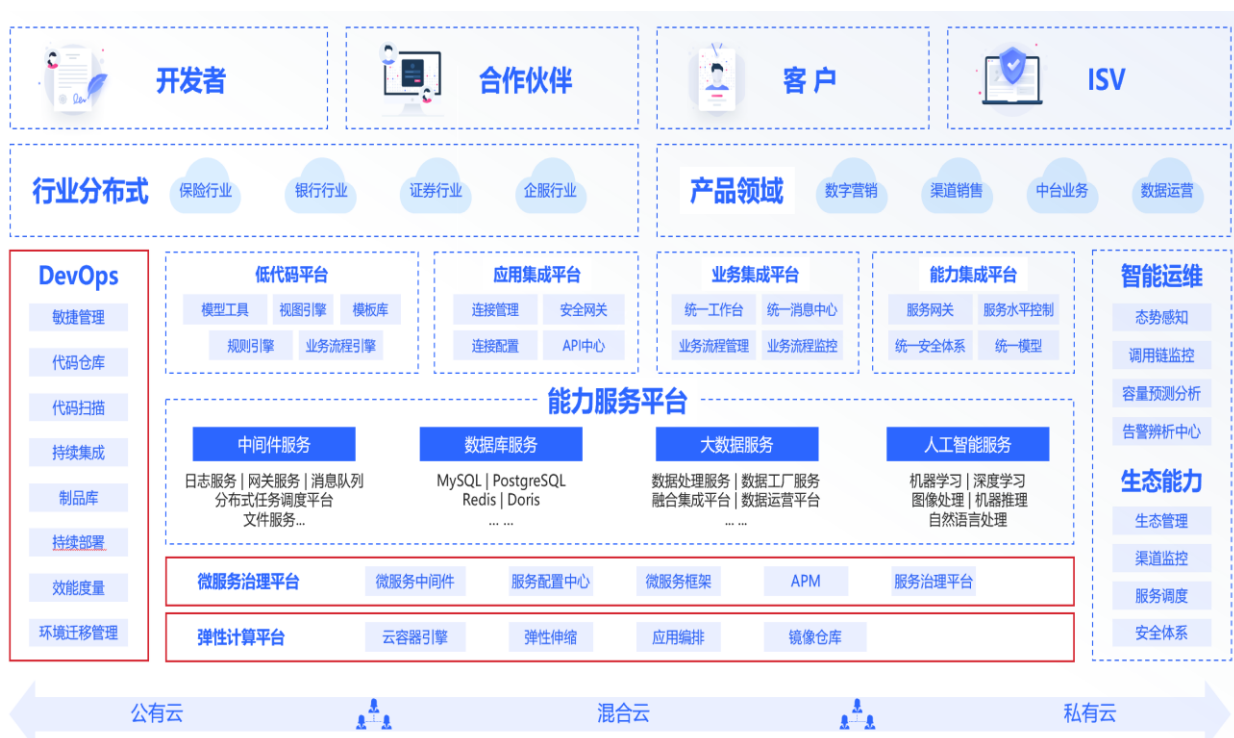 开发者
合作伙伴
客户
ISV
行业分布式
保险行业
银行行业
证券行业
企服行业
产品领域
数字营销
渠道销售
中台业务
数据运营
DevOps
敏捷管理
代码仓库
代码扫描
持续集成
制品库
持续部署
效能度量
环境迁移管理
低代码平台
模型工具
视图引擎
模板库
规则引擎
业务流程引擎
应用集成平台
连接管理
安全网关
连接配置
API中心
业务集成平台
统一工作台
统一消息中心
业务流程管理
业务流程监控
能力集成平台
服务网关
服务水平控制
统一安全体系
统一模型
能力服务平台
中间件服务
日志服务 | 网关服务 | 消息队列
分布式任务调度平台
文件服务...
数据库服务
MySQL | PostgreSQL
Redis | Doris
... ...
大数据服务
数据处理服务 | 数据工厂服务
融合集成平台 | 数据运营平台
... ...
人工智能服务
机器学习 | 深度学习
图像处理 | 机器推理
自然语言处理
微服务治理平台
微服务中间件
服务配置中心
微服务框架
APM
服务治理平台
弹性计算平台
云容器引擎
弹性伸缩
应用编排
镜像仓库
智能运维
态势感知
调用链监控
容量预测分析
告警辨析中心
生态能力
生态管理
渠道监控
服务调度
安全体系
公有云
混合云
私有云